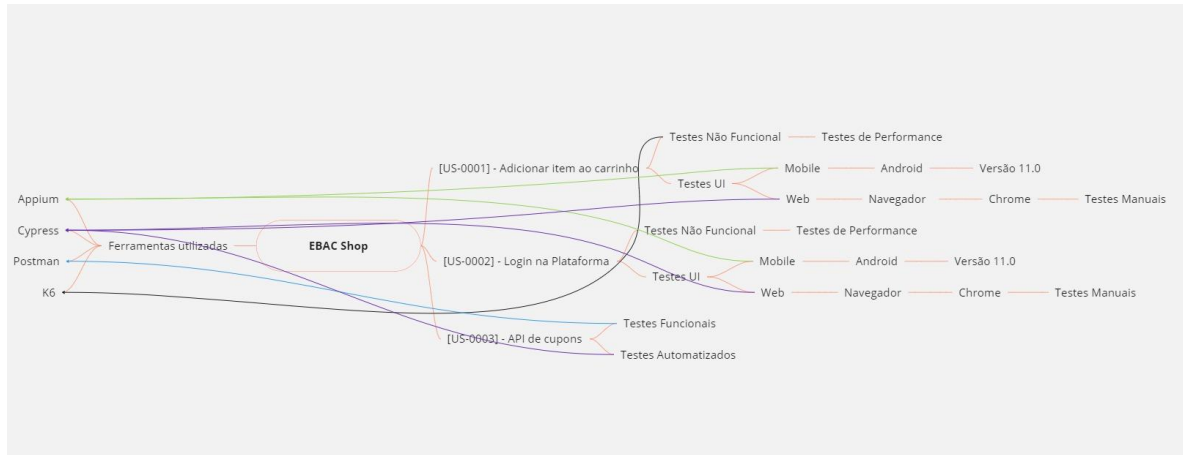 Appium
Cypress
Postman
K6
Ferramentas utilizadas
EBAC Shop
[US-0001] - Adicionar item ao carrinho
Testes Não Funcional
Testes de Performance
Testes UI
Mobile
Android
Versão 11.0
Web
Navegador
Chrome
Testes Manuais
[US-0002] - Login na Plataforma
Testes Não Funcional
Testes de Performance
Testes UI
Mobile
Android
Versão 11.0
Web
Navegador
Chrome
Testes Manuais
[US-0003] - API de cupons
Testes Funcionais
Testes Automatizados